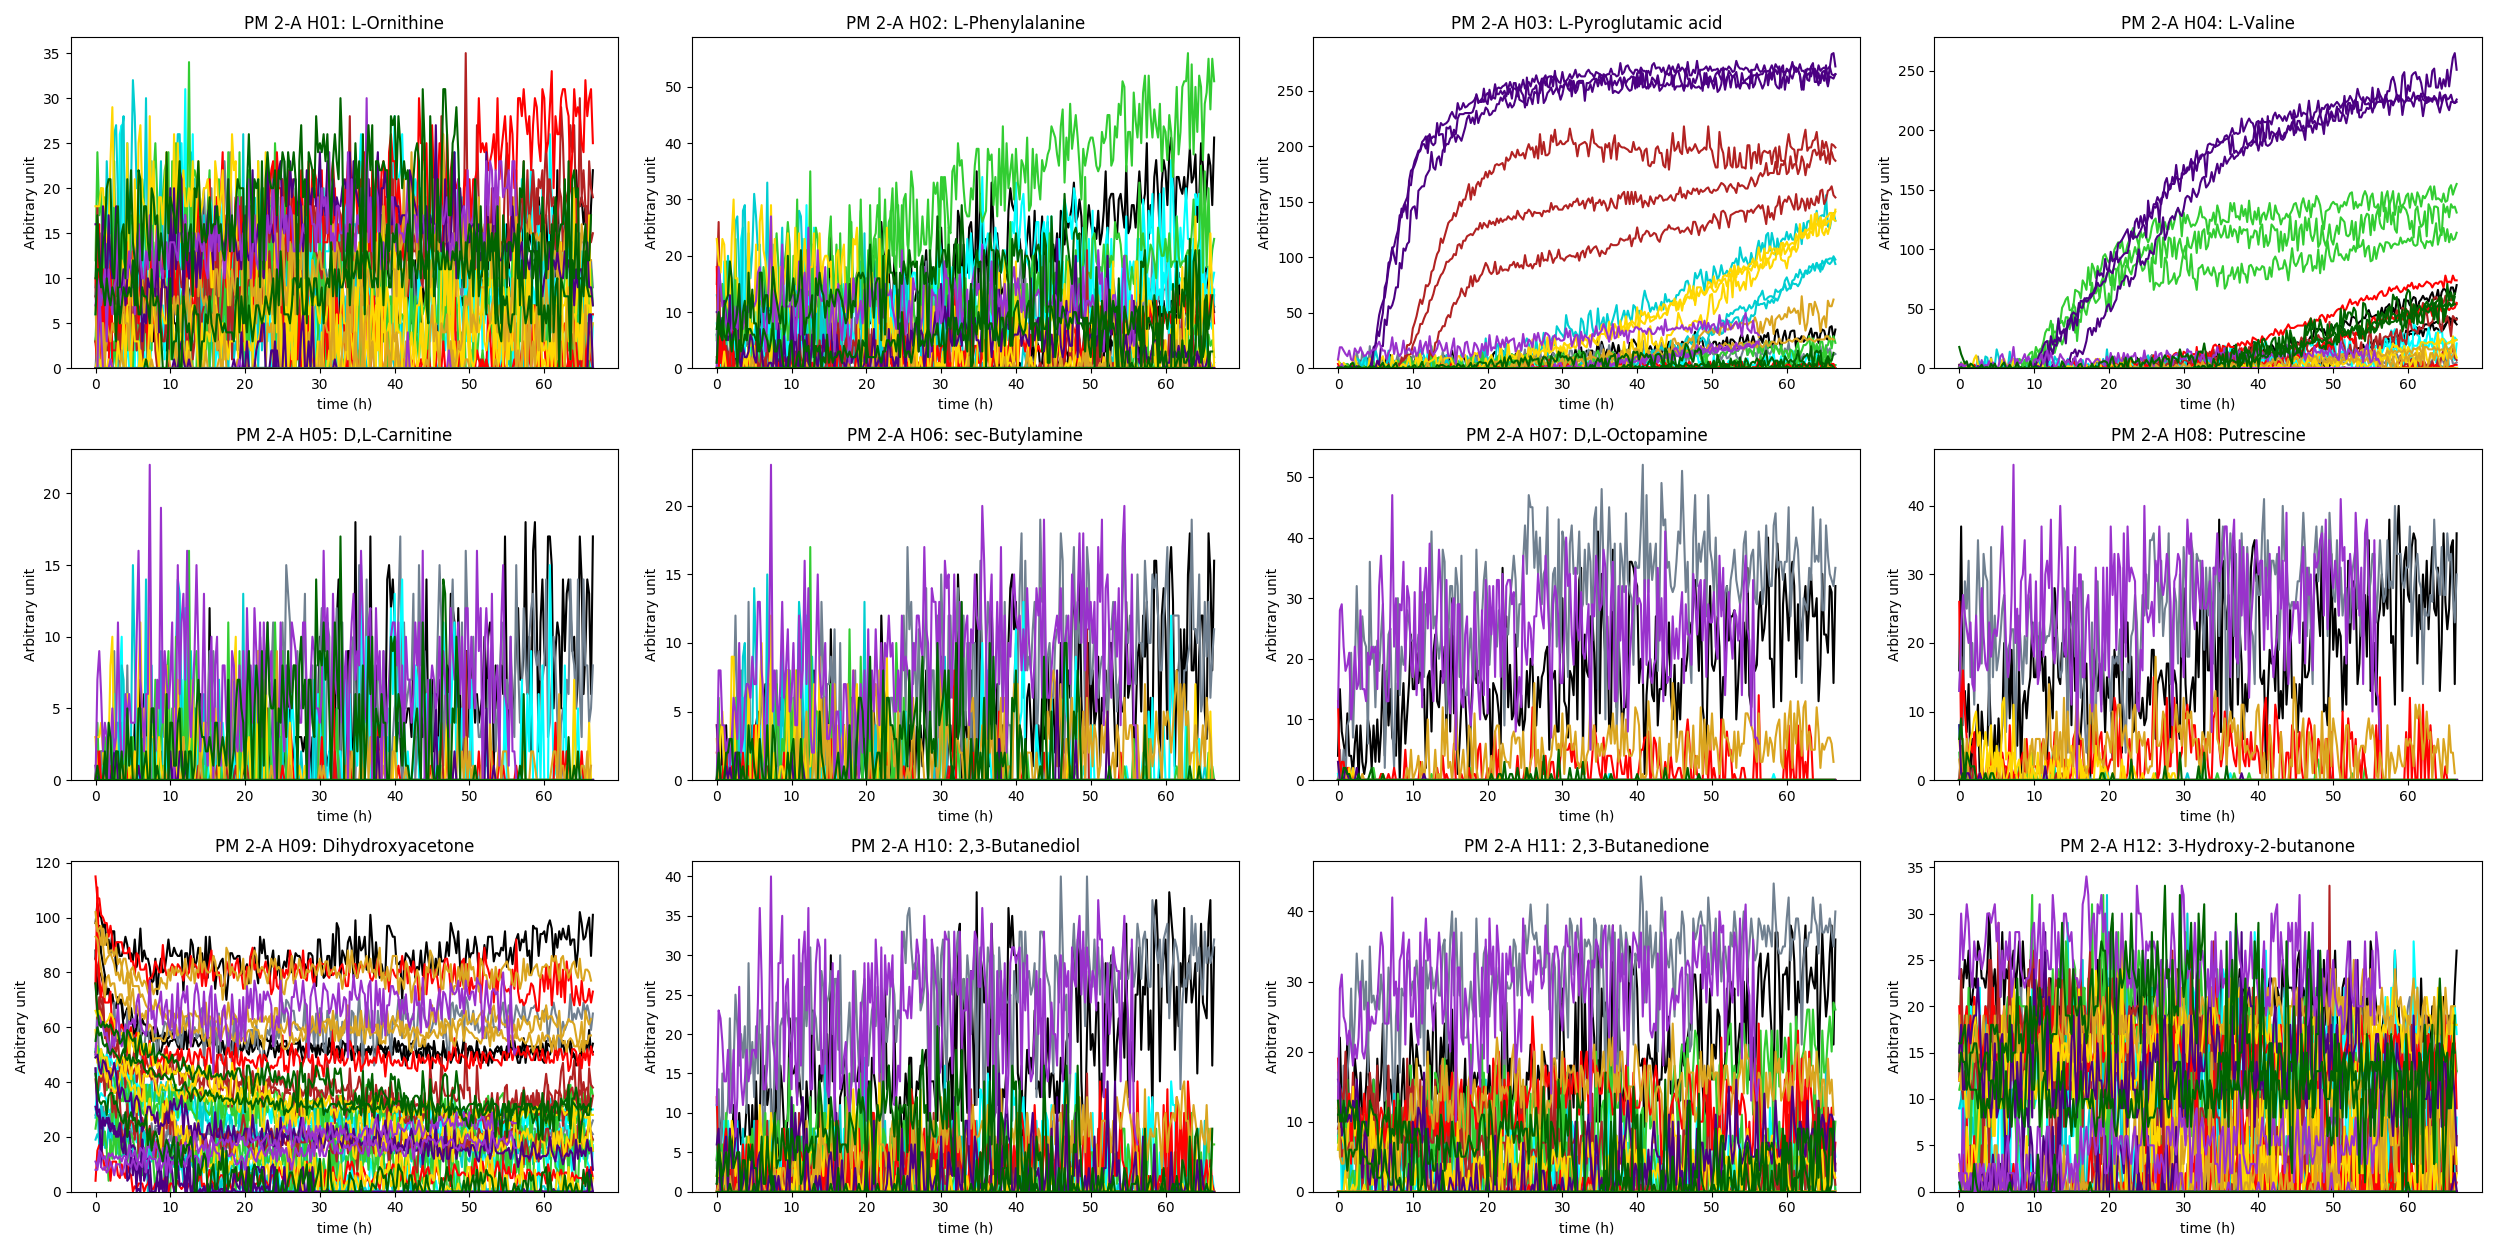 PM 2-A H01: L-Ornithine
PM 2-A H02: L-Phenylalanine
PM 2-A H03: L-Pyroglutamic acid
PM 2-A H04: L-Valine
Arbitrary unit
35
30
25
20
15
10
5
0
0 10 20 30 40 50 60
time (h)
Arbitrary unit
50
40
30
20
10
0
0 10 20 30 40 50 60
time (h)
Arbitrary unit
250
200
150
100
50
0
0 10 20 30 40 50 60
time (h)
Arbitrary unit
250
200
150
100
50
0
0 10 20 30 40 50 60
time (h)
PM 2-A H05: D,L-Carnitine
PM 2-A H06: sec-Butylamine
PM 2-A H07: D,L-Octopamine
PM 2-A H08: Putrescine
Arbitrary unit
20
15
10
5
0
0 10 20 30 40 50 60
time (h)
Arbitrary unit
20
15
10
5
0
0 10 20 30 40 50 60
time (h)
Arbitrary unit
50
40
30
20
10
0
0 10 20 30 40 50 60
time (h)
Arbitrary unit
40
30
20
10
0
0 10 20 30 40 50 60
time (h)
PM 2-A H09: Dihydroxyacetone
PM 2-A H10: 2,3-Butanediol
PM 2-A H11: 2,3-Butanedione
PM 2-A H12: 3-Hydroxy-2-butanone
Arbitrary unit
120
100
80
60
40
20
0
0 10 20 30 40 50 60
time (h)
Arbitrary unit
40
35
30
25
20
15
10
5
0
0 10 20 30 40 50 60
time (h)
Arbitrary unit
40
30
20
10
0
0 10 20 30 40 50 60
time (h)
Arbitrary unit
35
30
25
20
15
10
5
0
0 10 20 30 40 50 60
time (h)